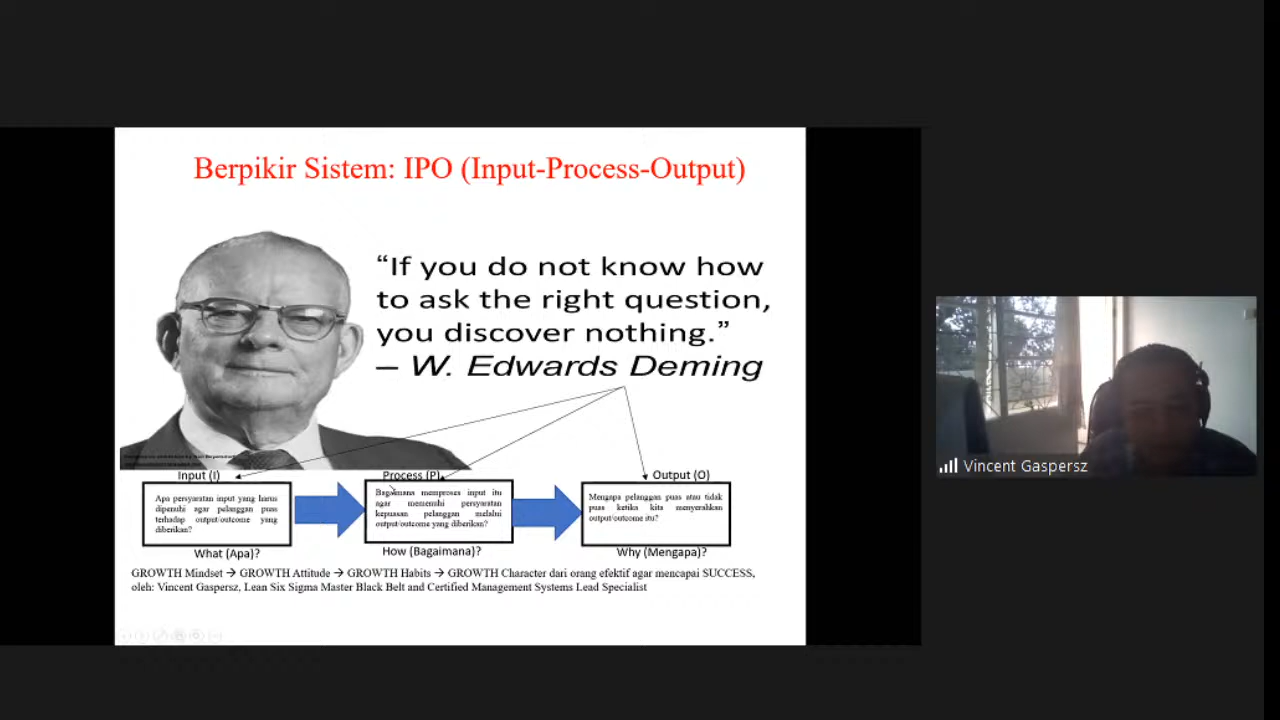 Berpikir Sistem: IPO (Input-Process-Output)
“If you do not know how
to ask the right question,
you discover nothing.”
– W. Edwards Deming
Input (I)
Apa persyaratan input yang harus
dipenuhi agar pelanggan puas
terhadap output/outcome yang
diberikan?
What (Apa)?
Process (P)
Bagaimana memproses input itu
agar memenuhi persyaratan
kepuasan pelanggan melalui
output/outcome yang diberikan?
How (Bagaimana)?
Output (O)
Mengapa pelanggan puas atau tidak
puas ketika kita menyerahkan
output/outcome itu?
Why (Mengapa)?
GROWTH Mindset → GROWTH Attitude → GROWTH Habits → GROWTH Character dari orang efektif agar mencapai SUCCESS,
oleh: Vincent Gaspersz, Lean Six Sigma Master Black Belt and Certified Management Systems Lead Specialist
Vincent Gaspersz